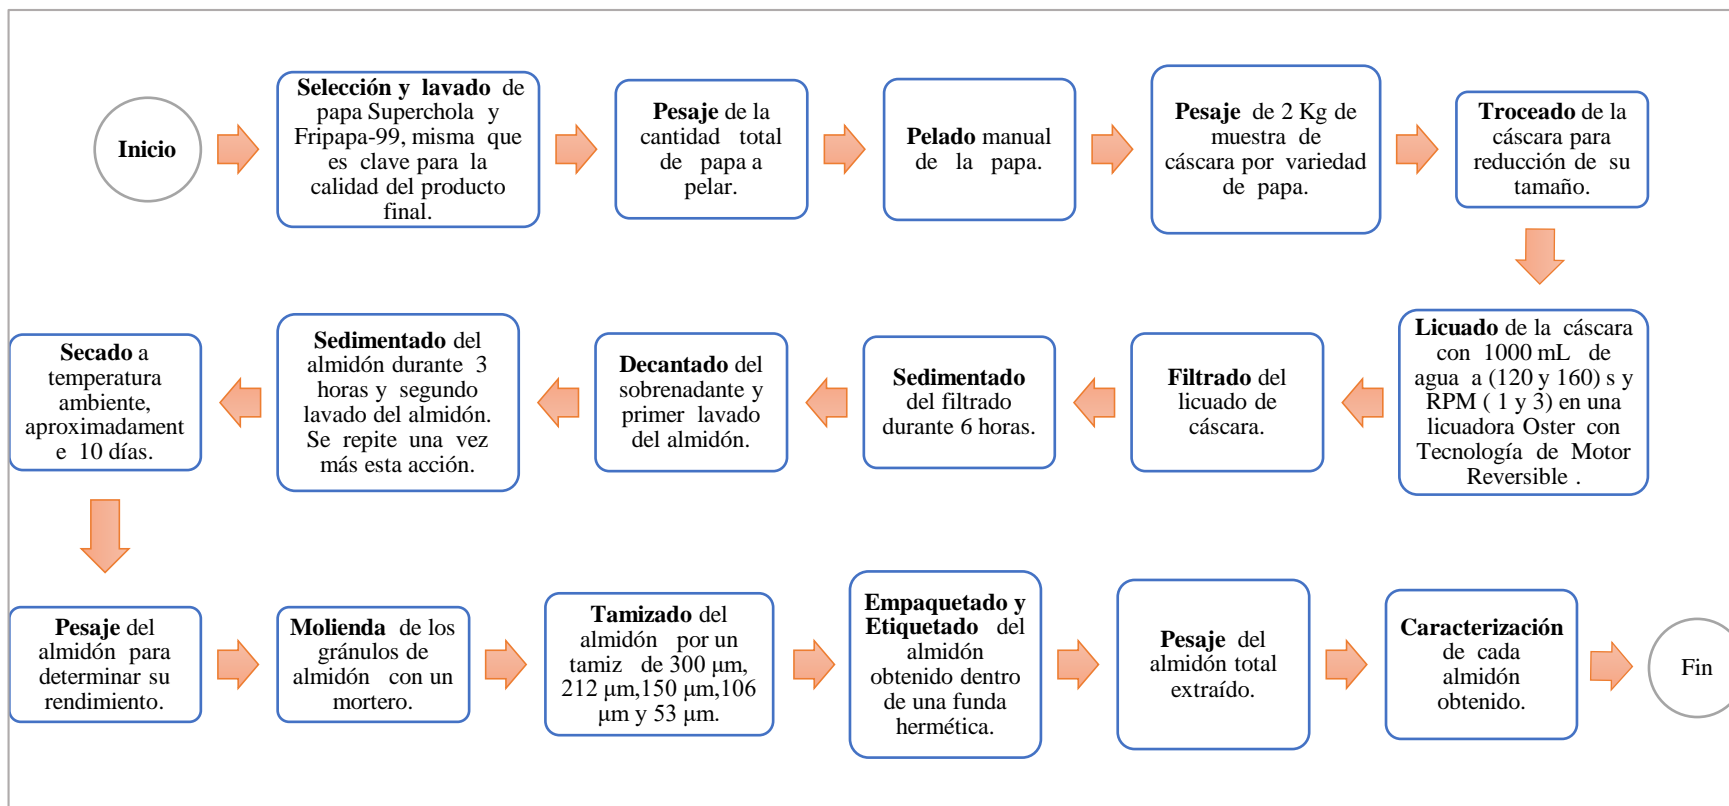 Inicio
Selección y lavado de
papa Superchola y
Fripapa-99, misma que
es clave para la
calidad del producto
final.
Pesaje de la
cantidad total
de papa a
pelar.
Pelado manual
de la papa.
Pesaje de 2 Kg de
muestra de
cáscara por variedad
de papa.
Troceado de la
cáscara para
reducción de su
tamaño.
Licuado de la cáscara
con 1000 mL de
agua a (120 y 160) s y
RPM ( 1 y 3) en una
licuadora Oster con
Tecnología de Motor
Reversible .
Filtrado del
licuado de
cáscara.
Sedimentado
del filtrado
durante 6 horas.
Decantado del
sobrenadante y
primer lavado
del almidón.
Sedimentado del
almidón durante 3
horas y segundo
lavado del almidón.
Se repite una vez
más esta acción.
Secado a
temperatura
ambiente,
aproximadament
e 10 días.
Pesaje del
almidón para
determinar su
rendimiento.
Molienda de los
gránulos de
almidón con un
mortero.
Tamizado del
almidón por un
tamiz de 300 μm,
212 μm,150 μm,106
μm y 53 μm.
Empaquetado y
Etiquetado del
almidón
obtenido dentro
de una funda
hermética.
Pesaje del
almidón total
extraído.
Caracterización
de cada
almidón
obtenido.
Fin